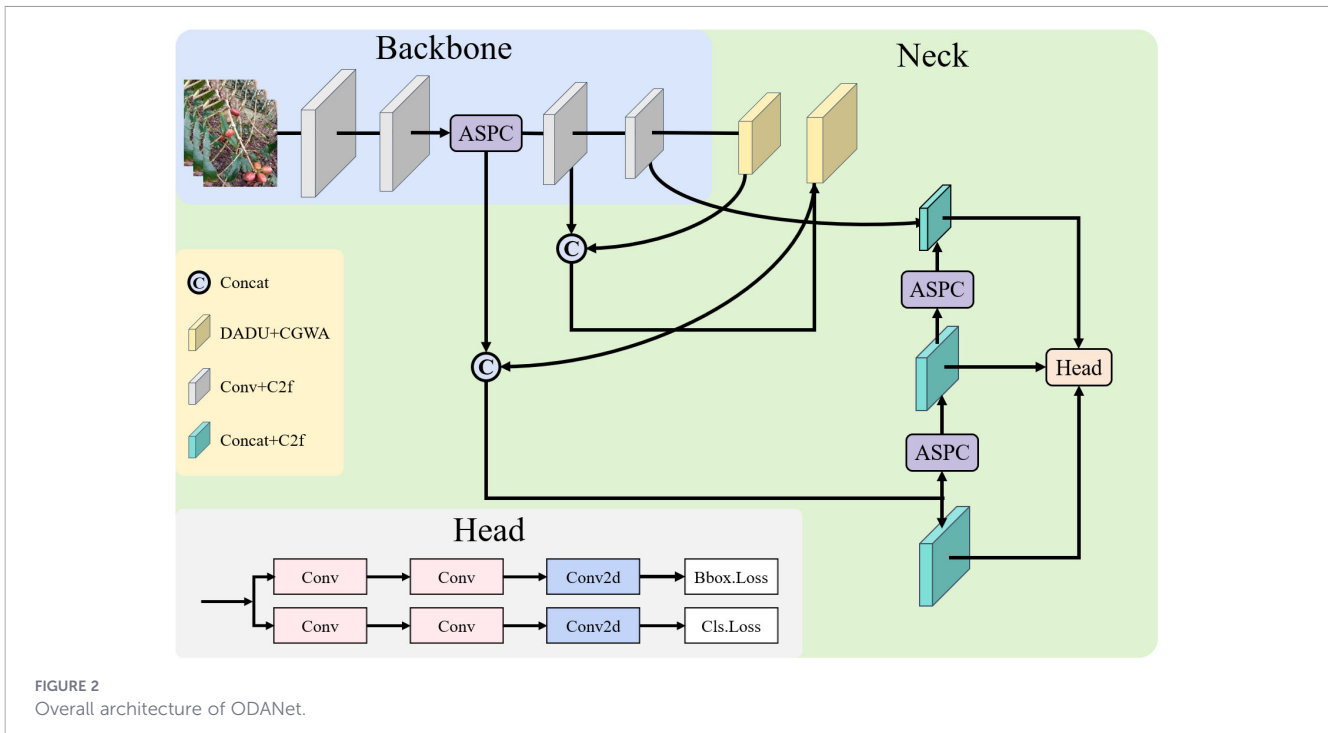 Backbone
Neck
ASPC
C
C
ASPC
Head
ASPC
C Concat
DADU+CGWA
Conv+C2f
Concat+C2f
Head
Conv Conv Conv2d Bbox.Loss
Conv Conv Conv2d Cls.Loss
FIGURE 2
Overall architecture of ODANet.